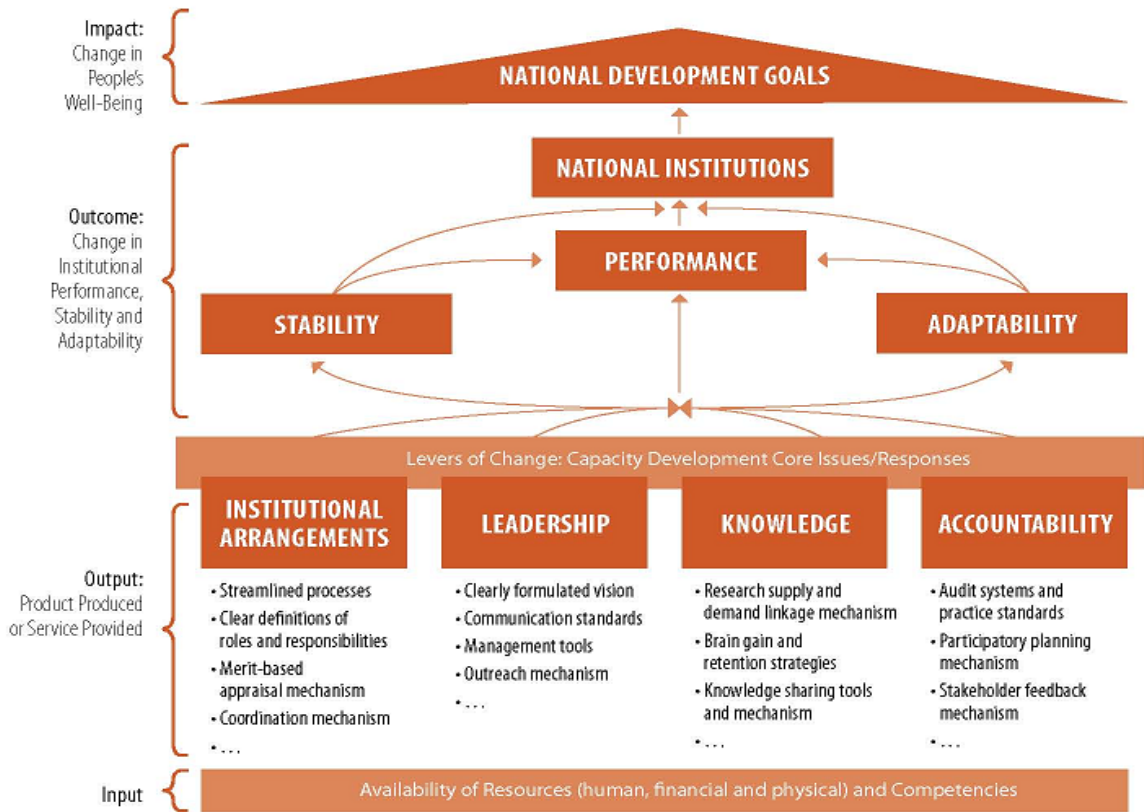 Impact:
Change in
People's
Well-Being
NATIONAL DEVELOPMENT GOALS
NATIONAL INSTITUTIONS
Outcome:
Change in
Institutional
Performance,
Stability and
Adaptability
PERFORMANCE
STABILITY
ADAPTABILITY
Levers of Change: Capacity Development Core Issues/Responses
Output:
Product Produced
or Service Provided
INSTITUTIONAL
ARRANGEMENTS
• Streamlined processes
• Clear definitions of
roles and responsibilities
• Merit-based
appraisal mechanism
• Coordination mechanism
• ...
LEADERSHIP
• Clearly formulated vision
• Communication standards
• Management tools
• Outreach mechanism
• ...
KNOWLEDGE
• Research supply and
demand linkage mechanism
• Brain gain and
retention strategies
• Knowledge sharing tools
and mechanism
• ...
ACCOUNTABILITY
• Audit systems and
practice standards
• Participatory planning
mechanism
• Stakeholder feedback
mechanism
• ...
Input
Availability of Resources (human, financial and physical) and Competencies